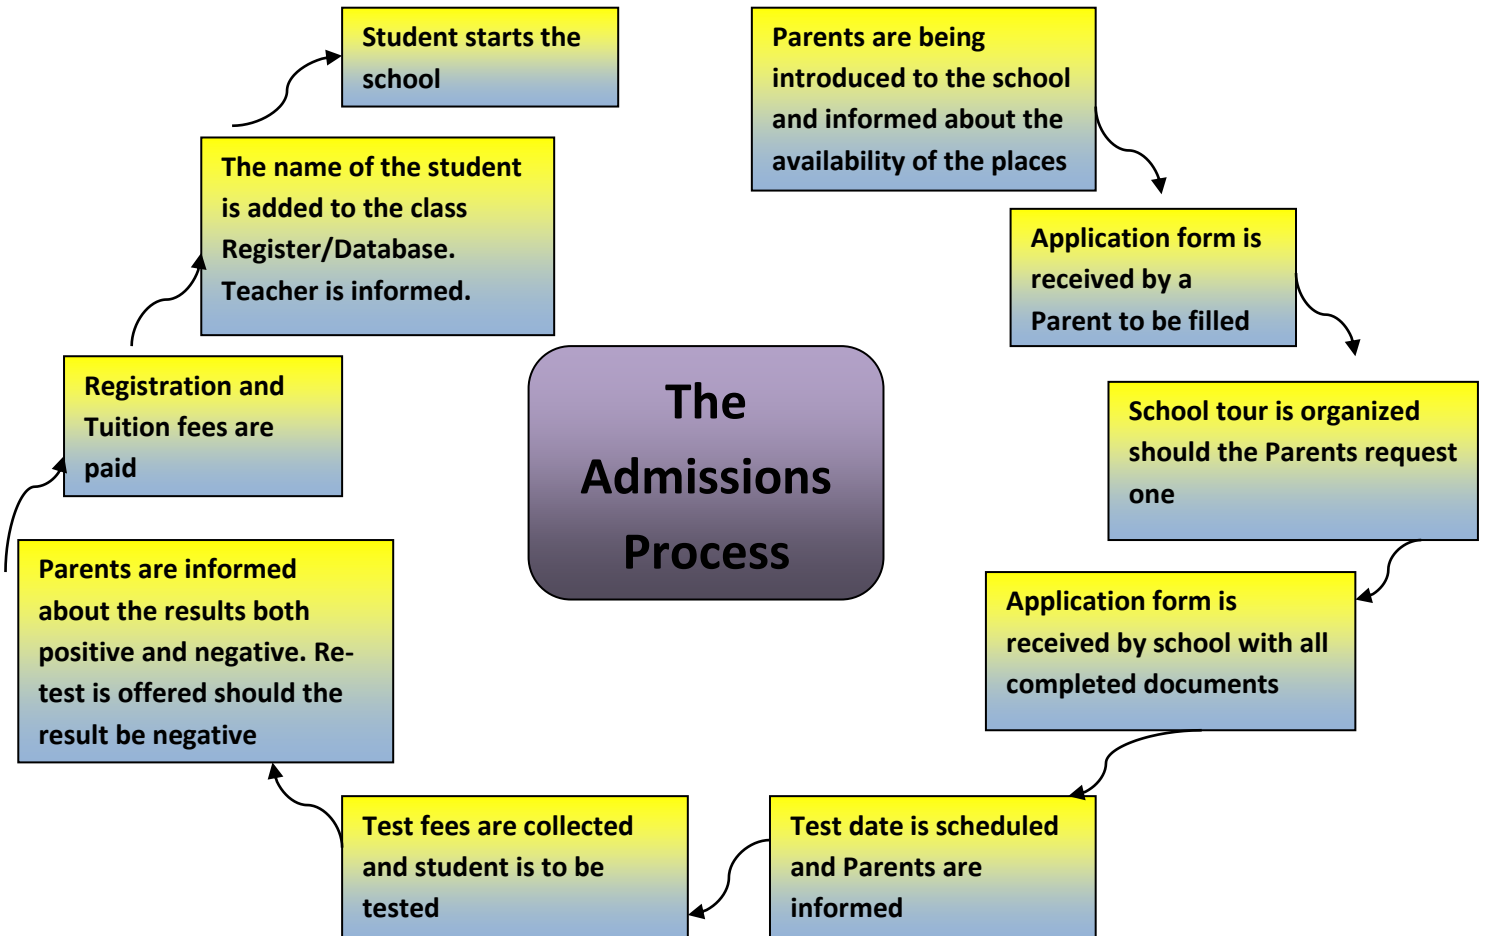 Parents are being
introduced to the school
and informed about the
availability of the places
Application form is
received by a
Parent to be filled
School tour is organized
should the Parents request
one
Application form is
received by school with all
completed documents
Test date is scheduled
and Parents are
informed
Test fees are collected
and student is to be
tested
Parents are informed
about the results both
positive and negative. Re-
test is offered should the
result be negative
Registration and
Tuition fees are
paid
The name of the student
is added to the class
Register/Database.
Teacher is informed.
Student starts the
school
The
Admissions
Process